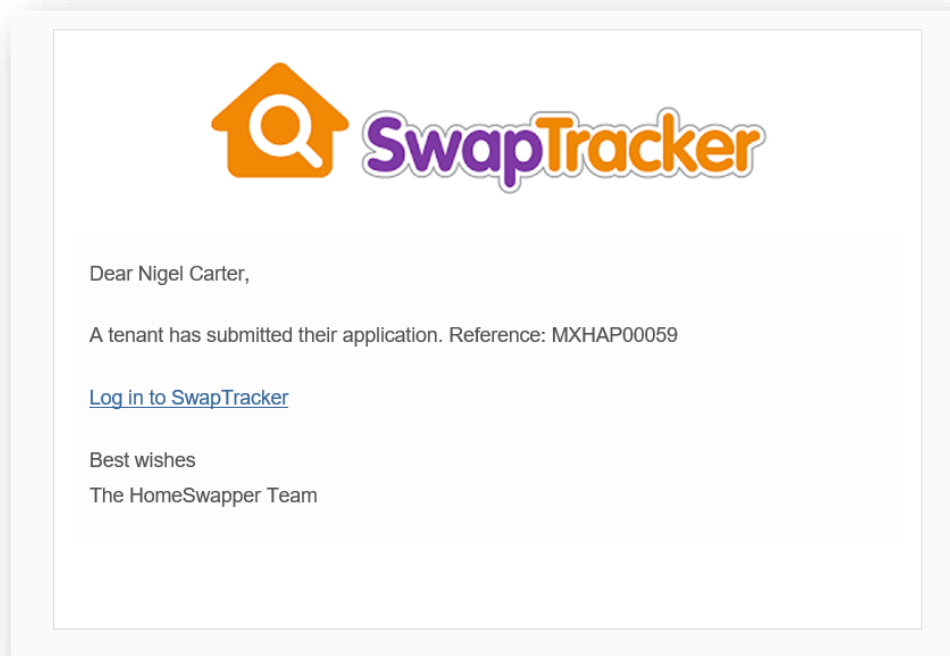 SwapTracker
Dear Nigel Carter,
A tenant has submitted their application. Reference: MXHAP00059
Log in to SwapTracker
Best wishes
The HomeSwapper Team